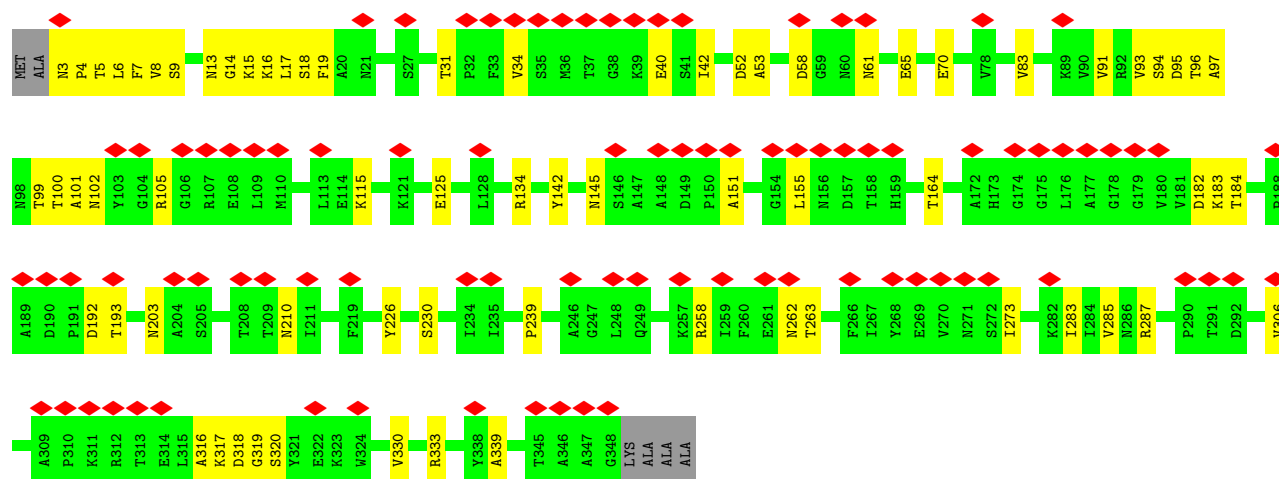 MET ALA N3 P4 T5 L6 F7 V8 S9 N13 G14 K15 K16 L17 S18 F19 A20 N21 S27 T31 P32 F33 V34 S35 M36 T37 G38 K39 E40 S41 I42 D52 A53 D58 G59 N60 N61 E65 E70 V78 V83 K89 V90 V91 R92 V93 S94 D95 T96 A97
N98 T99 T100 A101 N102 Y103 G104 R105 G106 R107 E108 L109 M110 L113 E114 K115 K121 E125 L128 R134 Y142 N145 S146 A147 A148 D149 P150 A151 G154 L155 N156 D157 T158 H159 T164 A172 H173 G174 G175 L176 A177 G178 G179 V180 V181 D182 K183 T184
A189 D190 P191 D192 T193 N203 A204 S205 T208 T209 N210 I211 F219 Y226 S230 I234 I235 P239 A246 G247 L248 Q249 K257 R258 I259 F260 E261 N262 T263 F266 I267 Y268 E269 V270 N271 S272 I273 K282 I283 I284 V285 N286 R287 P290 T291 D292
A309 P310 K311 R312 T313 E314 L315 A316 K317 D318 G319 S320 Y321 E322 K323 W324 V330 R333 Y338 A339 T345 A346 A347 G348 LYS ALA ALA ALA